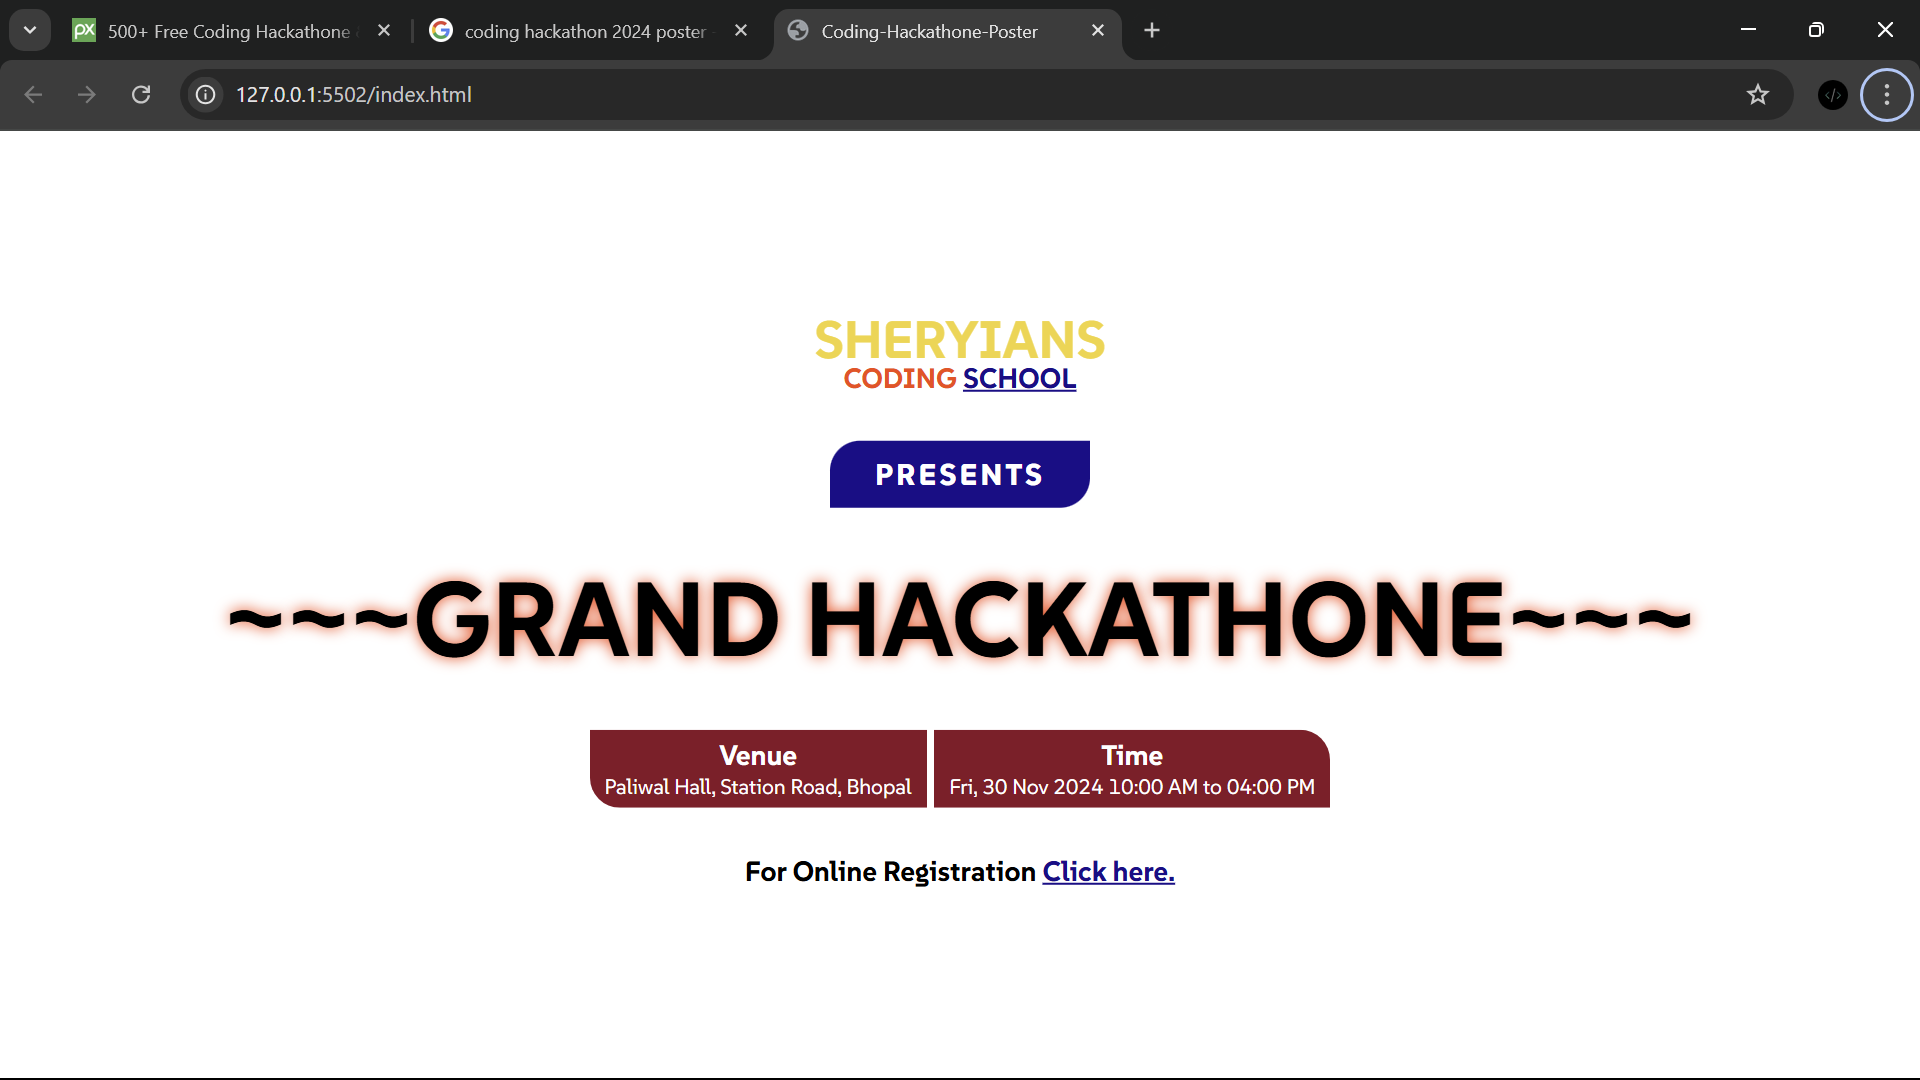 px 500+ Free Coding Hackathone
coding hackathon 2024 poster -
Coding-Hackathone-Poster
127.0.0.1:5502/index.html
SHERYIANS
CODING SCHOOL
PRESENTS
~~~GRAND HACKATHONE~~~
Venue
Paliwal Hall, Station Road, Bhopal
Time
Fri, 30 Nov 2024 10:00 AM to 04:00 PM
For Online Registration Click here.